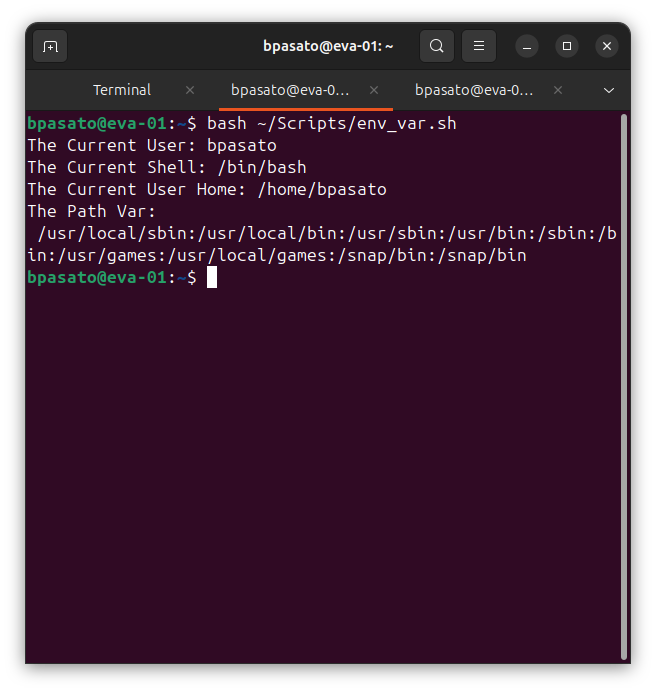 bpasato@eva-01: ~
Terminal
bpasato@eva-0...
bpasato@eva-0...
bpasato@eva-01:~$ bash ~/Scripts/env_var.sh
The Current User: bpasato
The Current Shell: /bin/bash
The Current User Home: /home/bpasato
The Path Var:
 /usr/local/sbin:/usr/local/bin:/usr/sbin:/usr/bin:/sbin:/b
in:/usr/games:/usr/local/games:/snap/bin:/snap/bin
bpasato@eva-01:~$